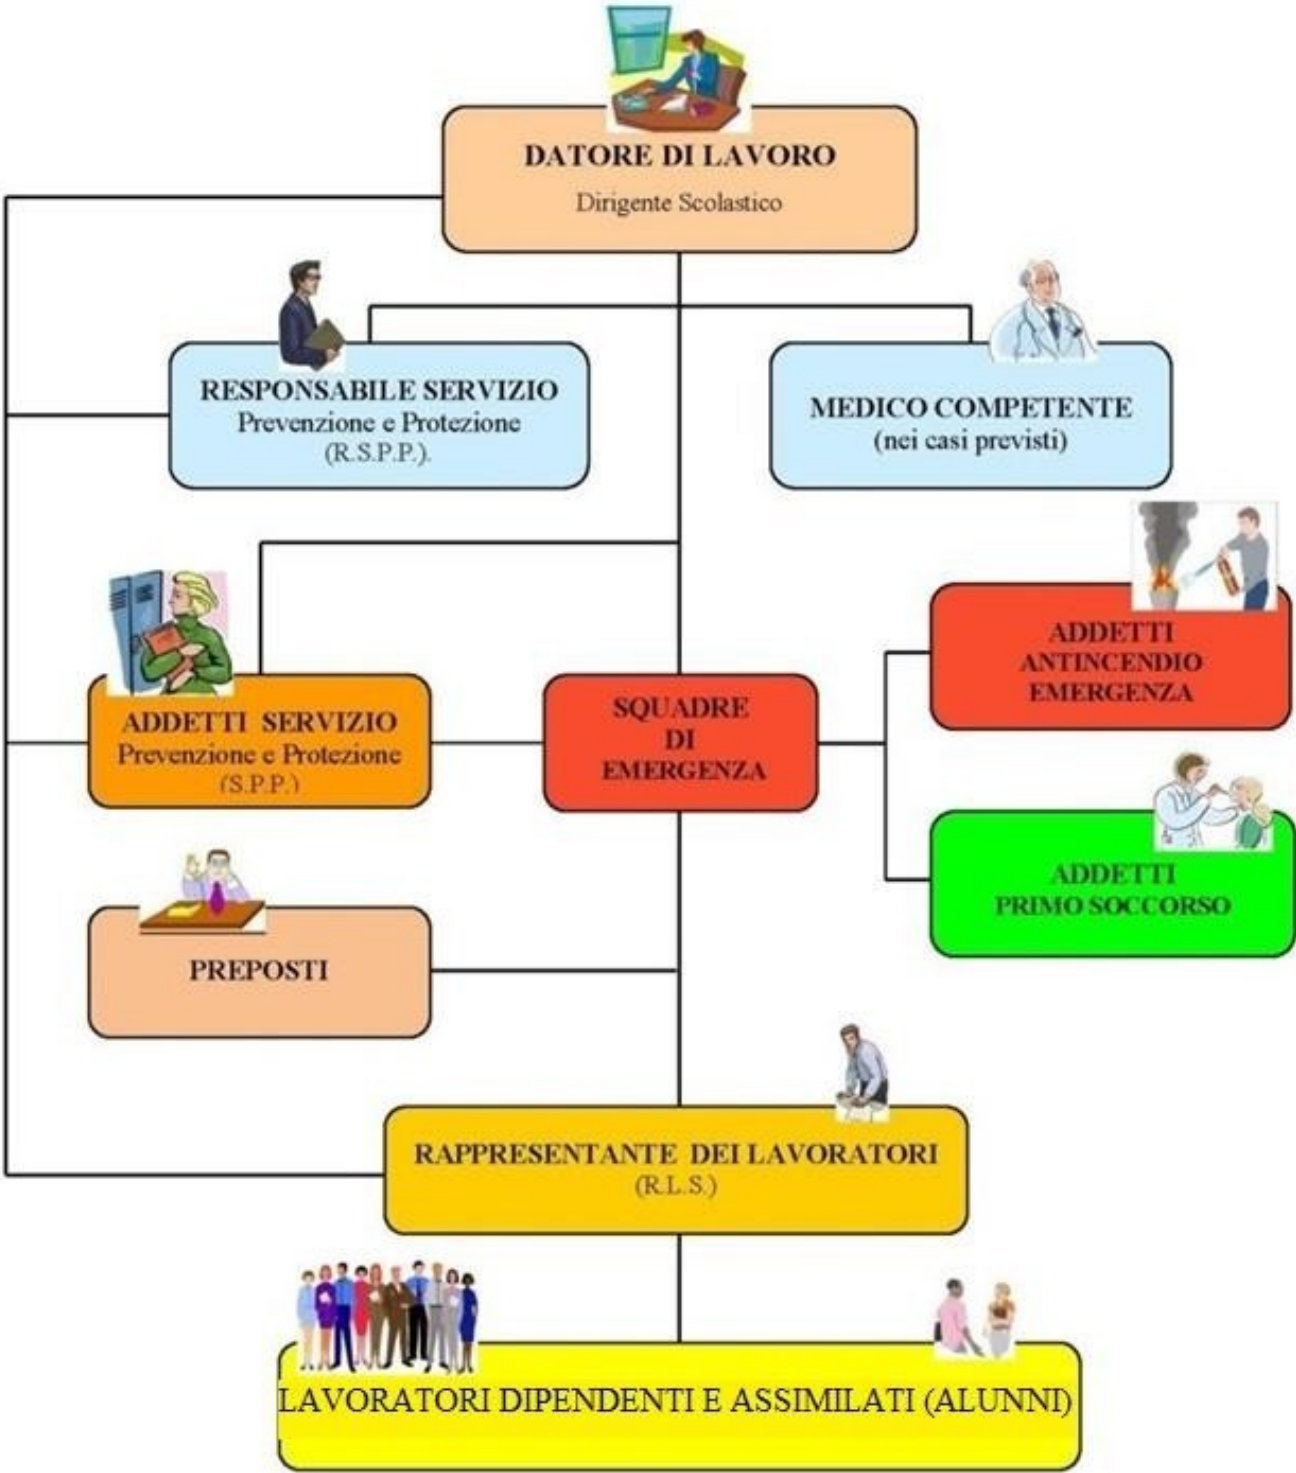 DATORE DI LAVORO
Dirigente Scolastico
RESPONSABILE SERVIZIO
Prevenzione e Protezione
(R.S.P.P.).
MEDICO COMPETENTE
(nei casi previsti)
ADDETTI
ANTINCENDIO
EMERGENZA
ADDETTI SERVIZIO
Prevenzione e Protezione
(S.P.P.)
SQUADRE
DI
EMERGENZA
ADDETTI
PRIMO SOCCORSO
PREPOSTI
RAPPRESENTANTE DEI LAVORATORI
(R.L.S.)
LAVORATORI DIPENDENTI E ASSIMILATI (ALUNNI)